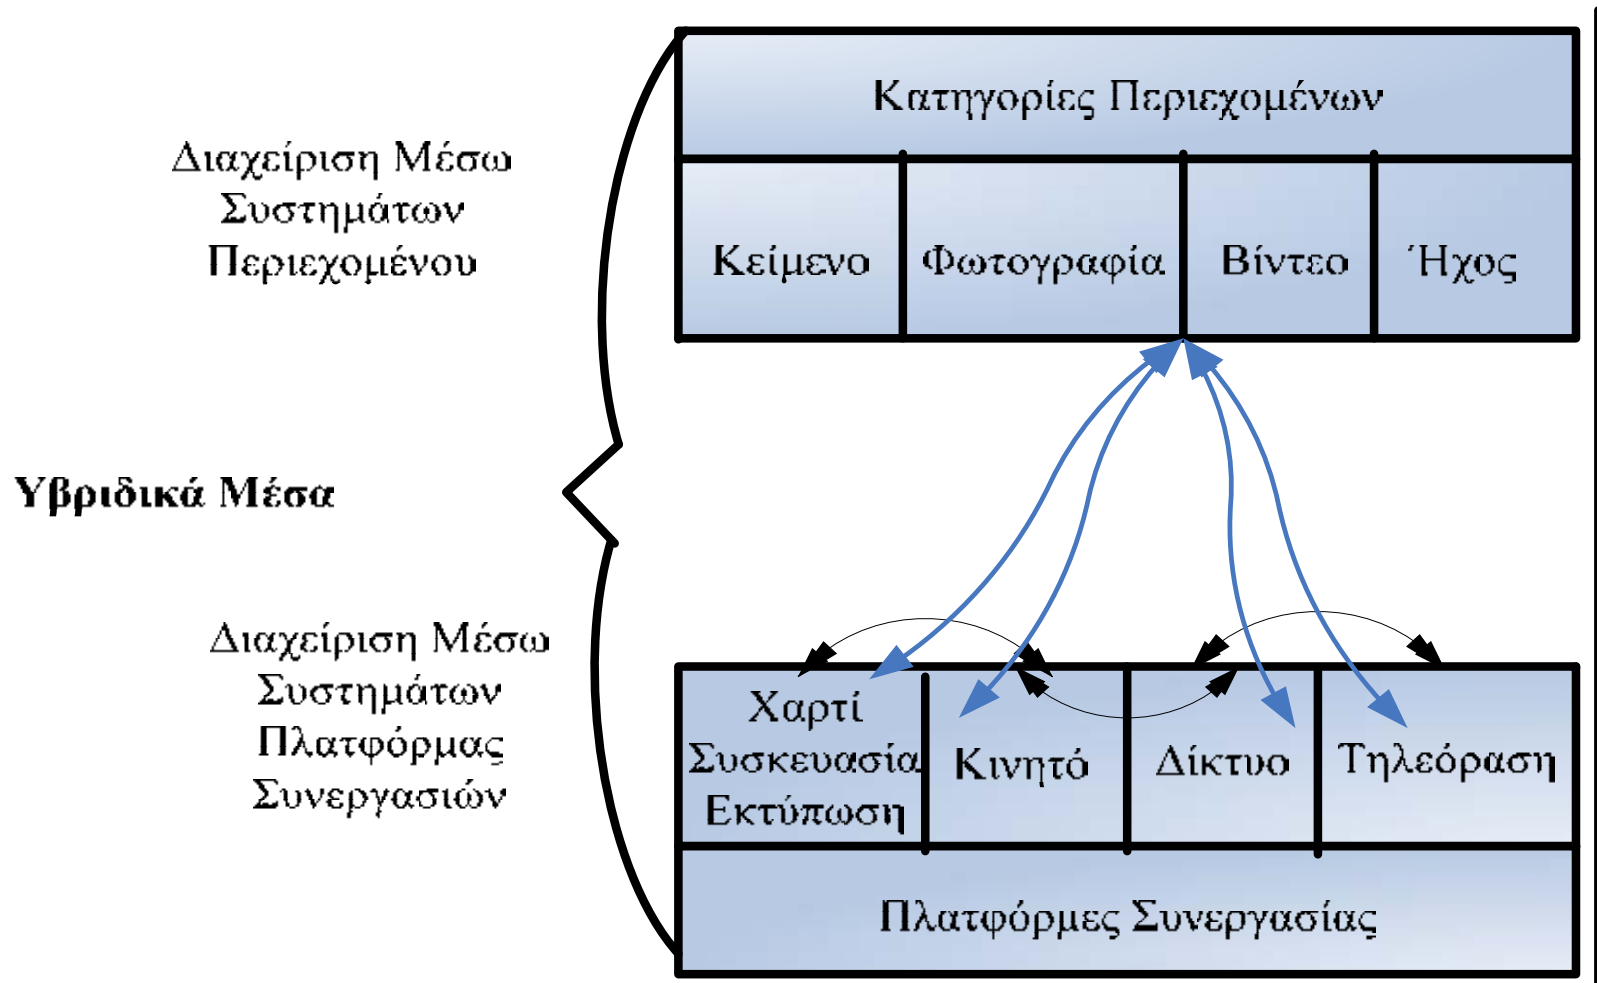 Κατηγορίες Περιεχομένων
Διαχείριση Μέσω
Συστημάτων
Περιεχομένου
Κείμενο
Φωτογραφία
Βίντεο
Ήχος
Υβριδικά Μέσα
Διαχείριση Μέσω
Συστημάτων
Πλατφόρμας
Συνεργασιών
Χαρτί
Συσκευασία
Εκτύπωση
Κινητό
Δίκτυο
Τηλεόραση
Πλατφόρμες Συνεργασίας